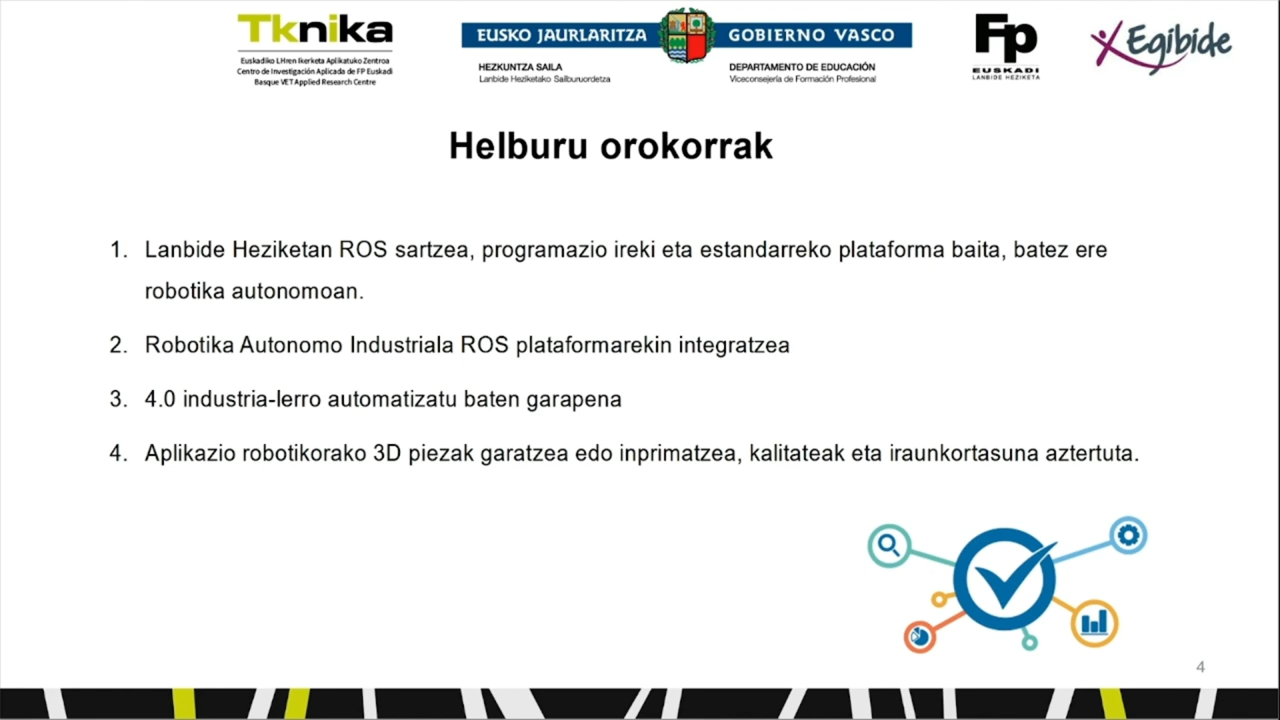 Tknika
Euskadiko LHren Ikerketa Aplikatuko Zentroa
Centro de Investigación Aplicada de FP Euskadi
Basque VET Applied Research Centre
EUSKO JAURLARITZA
GOBIERNO VASCO
HEZKUNTZA SAILA
Lanbide Heziketako Sailburuordetza
DEPARTAMENTO DE EDUCACIÓN
Viceconsejería de Formación Profesional
Fp
EUSKADI
LANBIDE HEZIKETA
Egibide
Helburu orokorrak
1. Lanbide Heziketan ROS sartzea, programazio ireki eta estandarreko plataforma baita, batez ere
robotika autonomoan.
2. Robotika Autonomo Industriala ROS plataformarekin integratzea
3. 4.0 industria-lerro automatizatu baten garapena
4. Aplikazio robotikorako 3D piezak garatzea edo inprimatzea, kalitateak eta iraunkortasuna aztertuta.
4